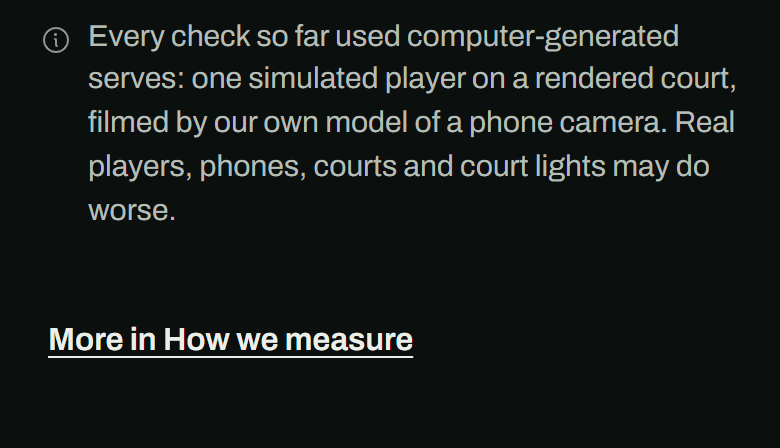 Every check so far used computer-generated
serves: one simulated player on a rendered court,
filmed by our own model of a phone camera. Real
players, phones, courts and court lights may do
worse.
More in How we measure